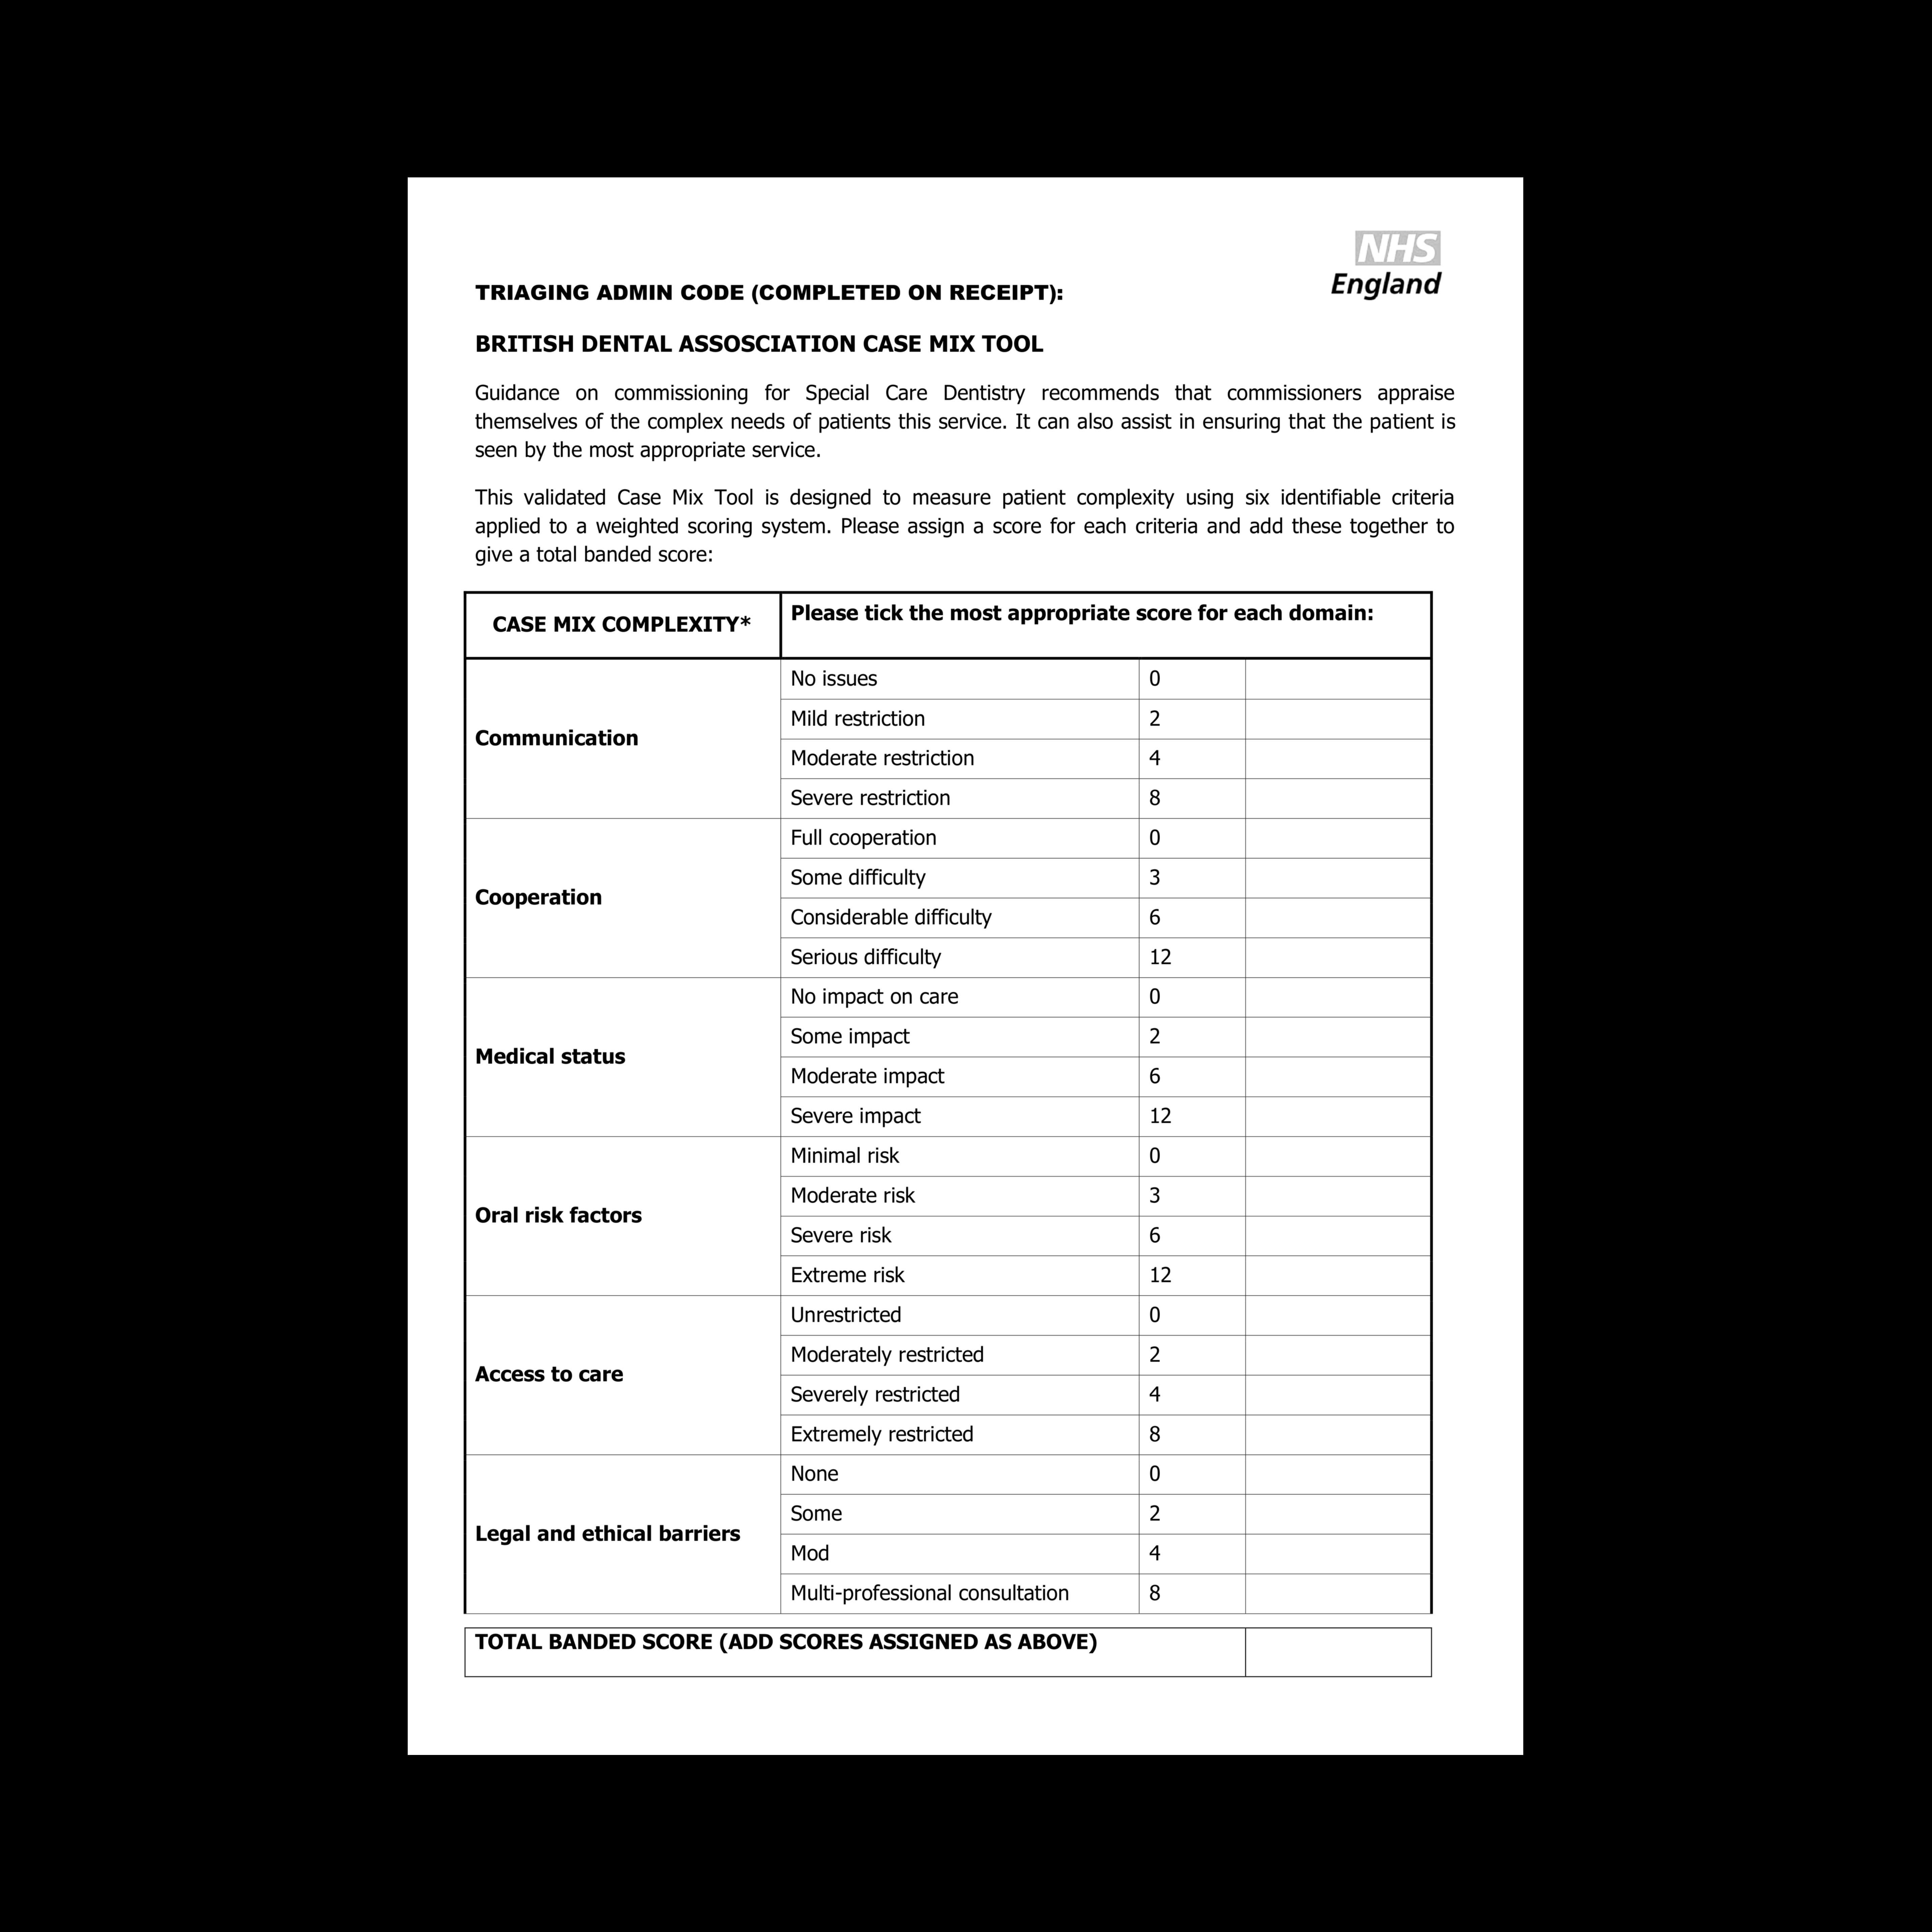 NHS
England
TRIAGING ADMIN CODE (COMPLETED ON RECEIPT):
BRITISH DENTAL ASSOSCIATION CASE MIX TOOL
Guidance on commissioning for Special Care Dentistry recommends that commissioners appraise
themselves of the complex needs of patients this service. It can also assist in ensuring that the patient is
seen by the most appropriate service.
This validated Case Mix Tool is designed to measure patient complexity using six identifiable criteria
applied to a weighted scoring system. Please assign a score for each criteria and add these together to
give a total banded score:
CASE MIX COMPLEXITY* Please tick the most appropriate score for each domain:
Communication
No issues 0
Mild restriction 2
Moderate restriction 4
Severe restriction 8
Cooperation
Full cooperation 0
Some difficulty 3
Considerable difficulty 6
Serious difficulty 12
Medical status
No impact on care 0
Some impact 2
Moderate impact 6
Severe impact 12
Oral risk factors
Minimal risk 0
Moderate risk 3
Severe risk 6
Extreme risk 12
Access to care
Unrestricted 0
Moderately restricted 2
Severely restricted 4
Extremely restricted 8
Legal and ethical barriers
None 0
Some 2
Mod 4
Multi-professional consultation 8
TOTAL BANDED SCORE (ADD SCORES ASSIGNED AS ABOVE)